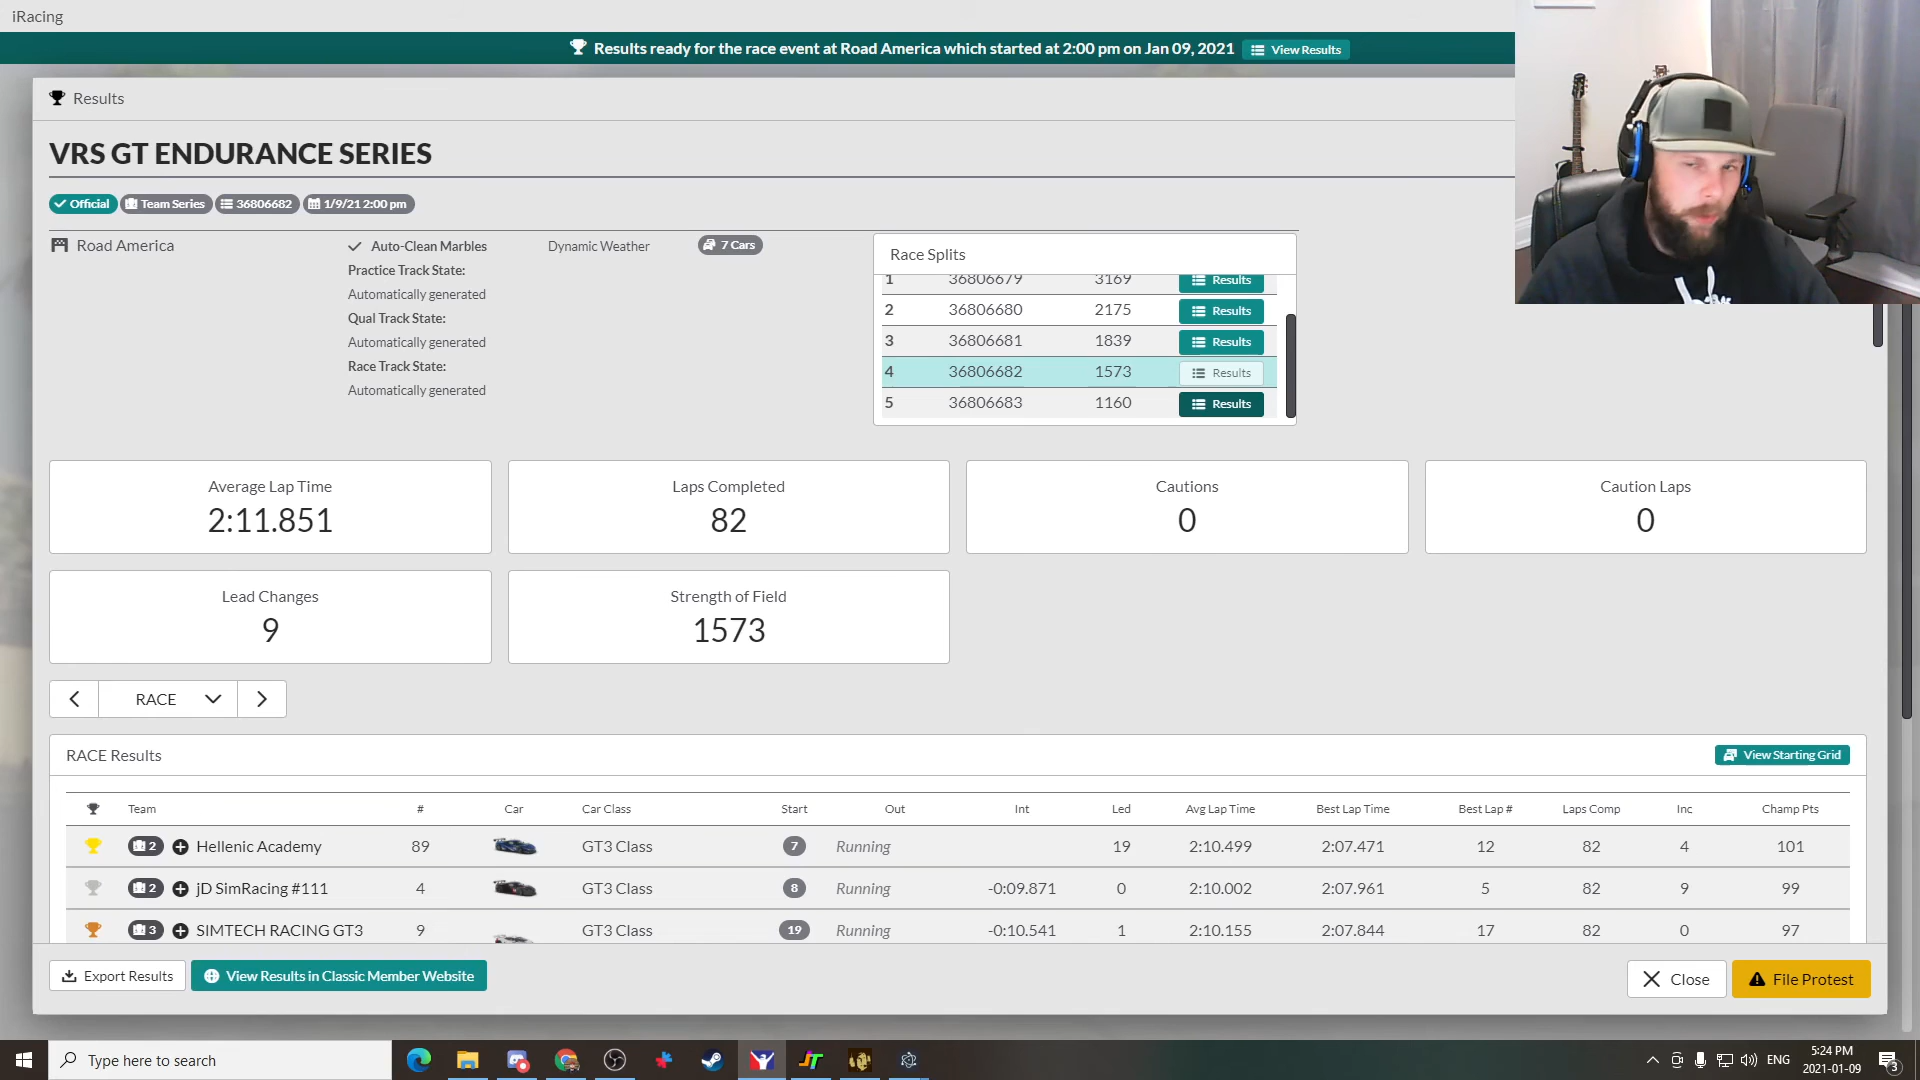 iRacing
Results ready for the race event at Road America which started at 2:00 pm on Jan 09, 2021 View Results
Results
VRS GT ENDURANCE SERIES
Official Team Series 36806682 1/9/21 2:00 pm
Road America
Auto-Clean Marbles
Practice Track State:
Automatically generated
Qual Track State:
Automatically generated
Race Track State:
Automatically generated
Dynamic Weather
7 Cars
Race Splits
1 36806679 3169 Results
2 36806680 2175 Results
3 36806681 1839 Results
4 36806682 1573 Results
5 36806683 1160 Results
Average Lap Time
2:11.851
Laps Completed
82
Cautions
0
Caution Laps
0
Lead Changes
9
Strength of Field
1573
RACE
RACE Results View Starting Grid
Team # Car Car Class Start Out Int Led Avg Lap Time Best Lap Time Best Lap # Laps Comp Inc Champ Pts
2 Hellenic Academy 89 GT3 Class 7 Running 19 2:10.499 2:07.471 12 82 4 101
2 jD SimRacing #111 4 GT3 Class 8 Running -0:09.871 0 2:10.002 2:07.961 5 82 9 99
3 SIMTECH RACING GT3 9 GT3 Class 19 Running -0:10.541 1 2:10.155 2:07.844 17 82 0 97
Export Results View Results in Classic Member Website Close File Protest
Type here to search
ENG
5:24 PM
2021-01-09
3